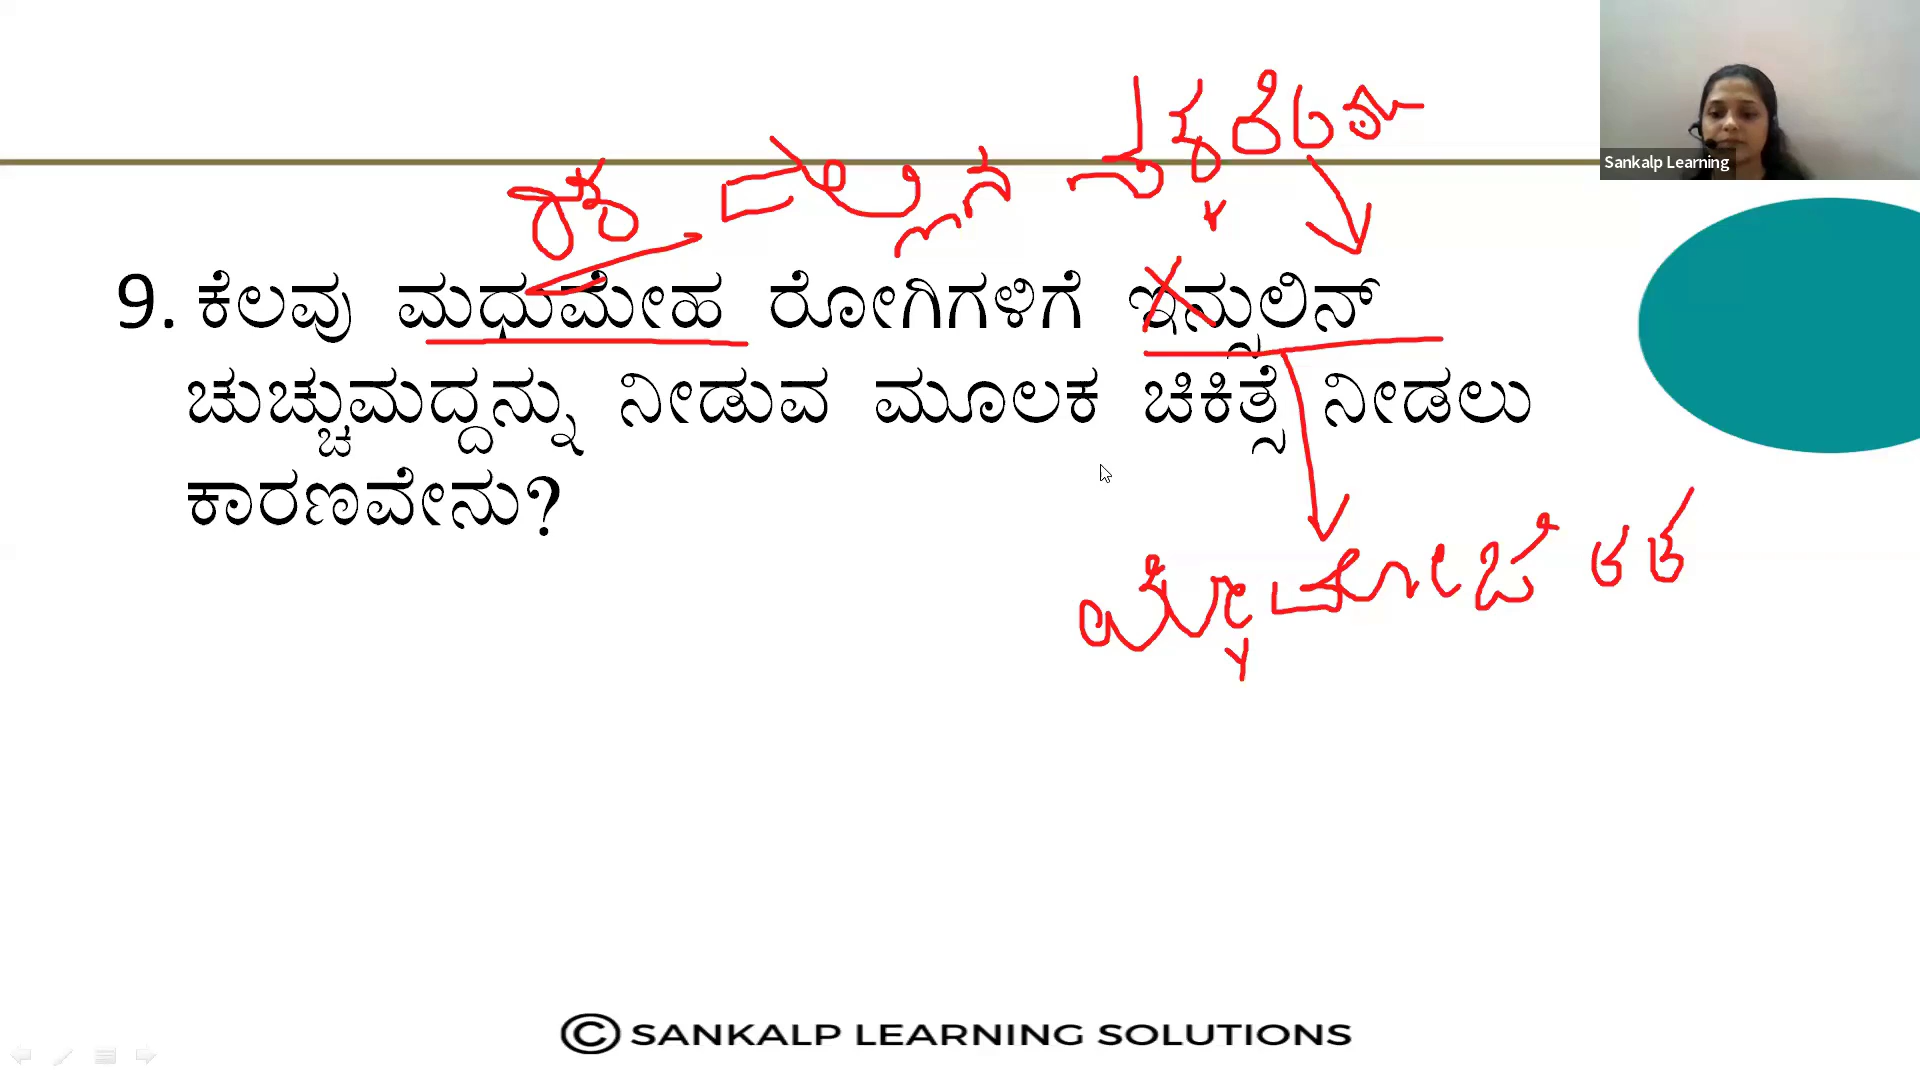 Sankalp Learning
9. ಕೆಲವು ಮಧುಮೇಹ ರೋಗಿಗಳಿಗೆ ಇನ್ಸುಲಿನ್
ಚುಚ್ಚುಮದ್ದನ್ನು ನೀಡುವ ಮೂಲಕ ಚಿಕಿತ್ಸೆ ನೀಡಲು
ಕಾರಣವೇನು?
© SANKALP LEARNING SOLUTIONS